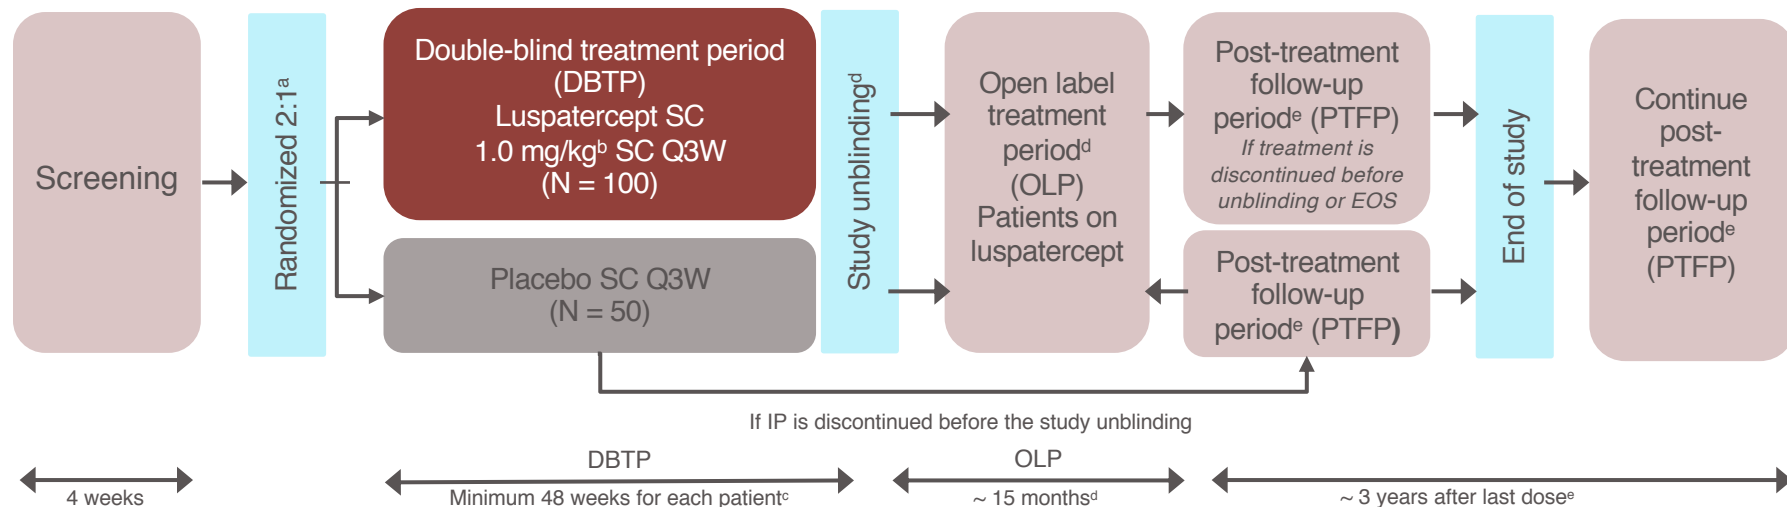 Screening
Randomized 2:1ᵃ
Double-blind treatment period
(DBTP)
Luspatercept SC
1.0 mg/kgᵇ SC Q3W
(N = 100)
Placebo SC Q3W
(N = 50)
Study unblindingᵈ
Open label
treatment
periodᵈ
(OLP)
Patients on
luspatercept
Post-treatment
follow-up
periodᵉ (PTFP)
If treatment is
discontinued before
unblinding or EOS
Post-treatment
follow-up
periodᵉ (PTFP)
End of study
Continue
post-
treatment
follow-up
periodᵉ
(PTFP)
If IP is discontinued before the study unblinding
4 weeks
DBTP
Minimum 48 weeks for each patientᶜ
OLP
~ 15 monthsᵈ
~ 3 years after last doseᵉ